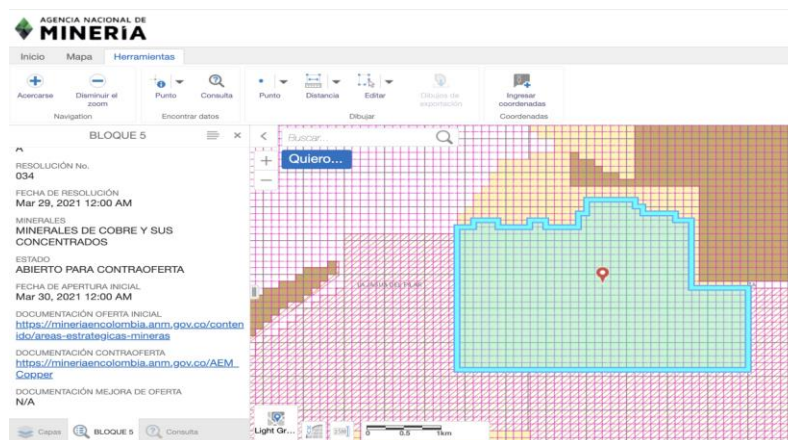 AGENCIA NACIONAL DE
MINERÍA
Inicio Mapa Herramientas
Acercarse Disminuir el zoom Punto Consulta Punto Distancia Editar Dibujos de exportación Ingresar coordenadas
Navigation Encontrar datos Dibujar Coordenadas
BLOQUE 5
Buscar...
Quiero...
A
RESOLUCIÓN No.
034
FECHA DE RESOLUCIÓN
Mar 29, 2021 12:00 AM
MINERALES
MINERALES DE COBRE Y SUS
CONCENTRADOS
ESTADO
ABIERTO PARA CONTRAOFERTA
FECHA DE APERTURA INICIAL
Mar 30, 2021 12:00 AM
DOCUMENTACIÓN OFERTA INICIAL
https://mineriaencolombia.anm.gov.co/conten
ido/areas-estrategicas-mineras
DOCUMENTACIÓN CONTRAOFERTA
https://mineriaencolombia.anm.gov.co/AEM_
Copper
DOCUMENTACIÓN MEJORA DE OFERTA
N/A
Capas BLOQUE 5 Consulta
Light Gr...
0 0.5 1km